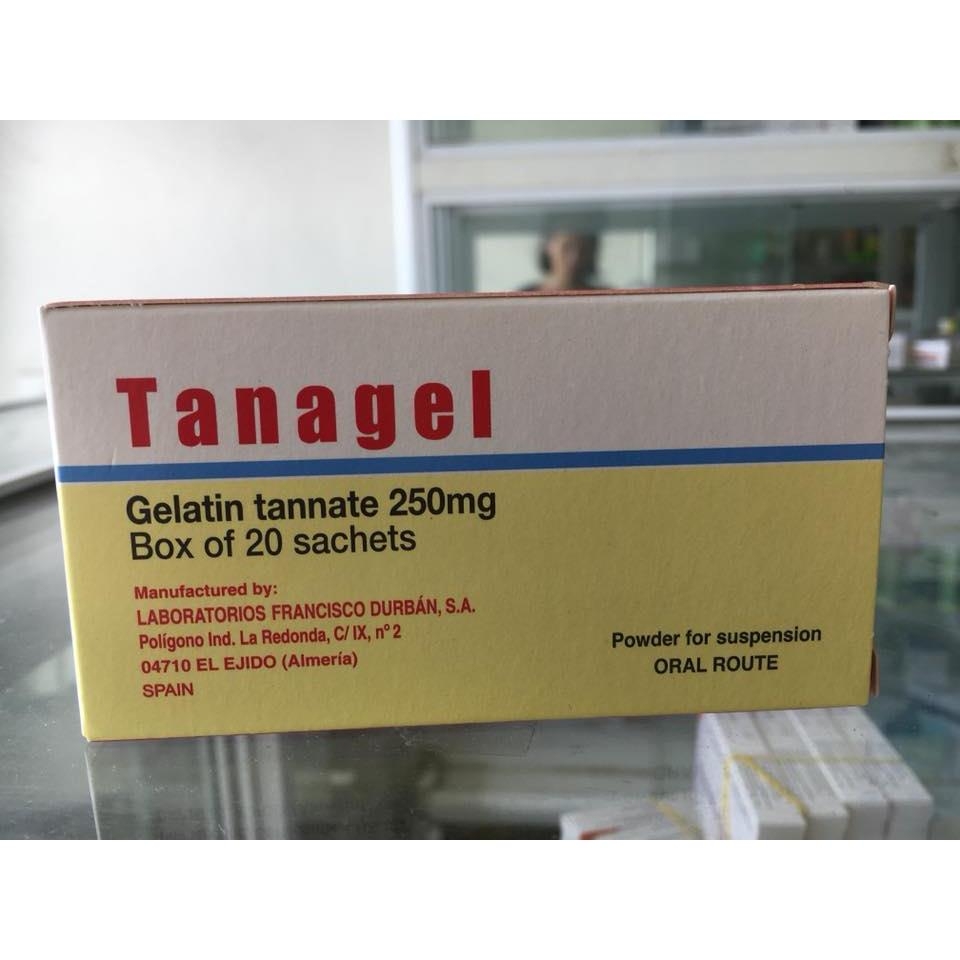 Tanagel
Gelatin tannate 250mg
Box of 20 sachets
Manufactured by:
LABORATORIOS FRANCISCO DURBÁN, S.A.
Polígono Ind. La Redonda, C/ IX, nº 2
04710 EL EJIDO (Almería)
SPAIN
Powder for suspension
ORAL ROUTE